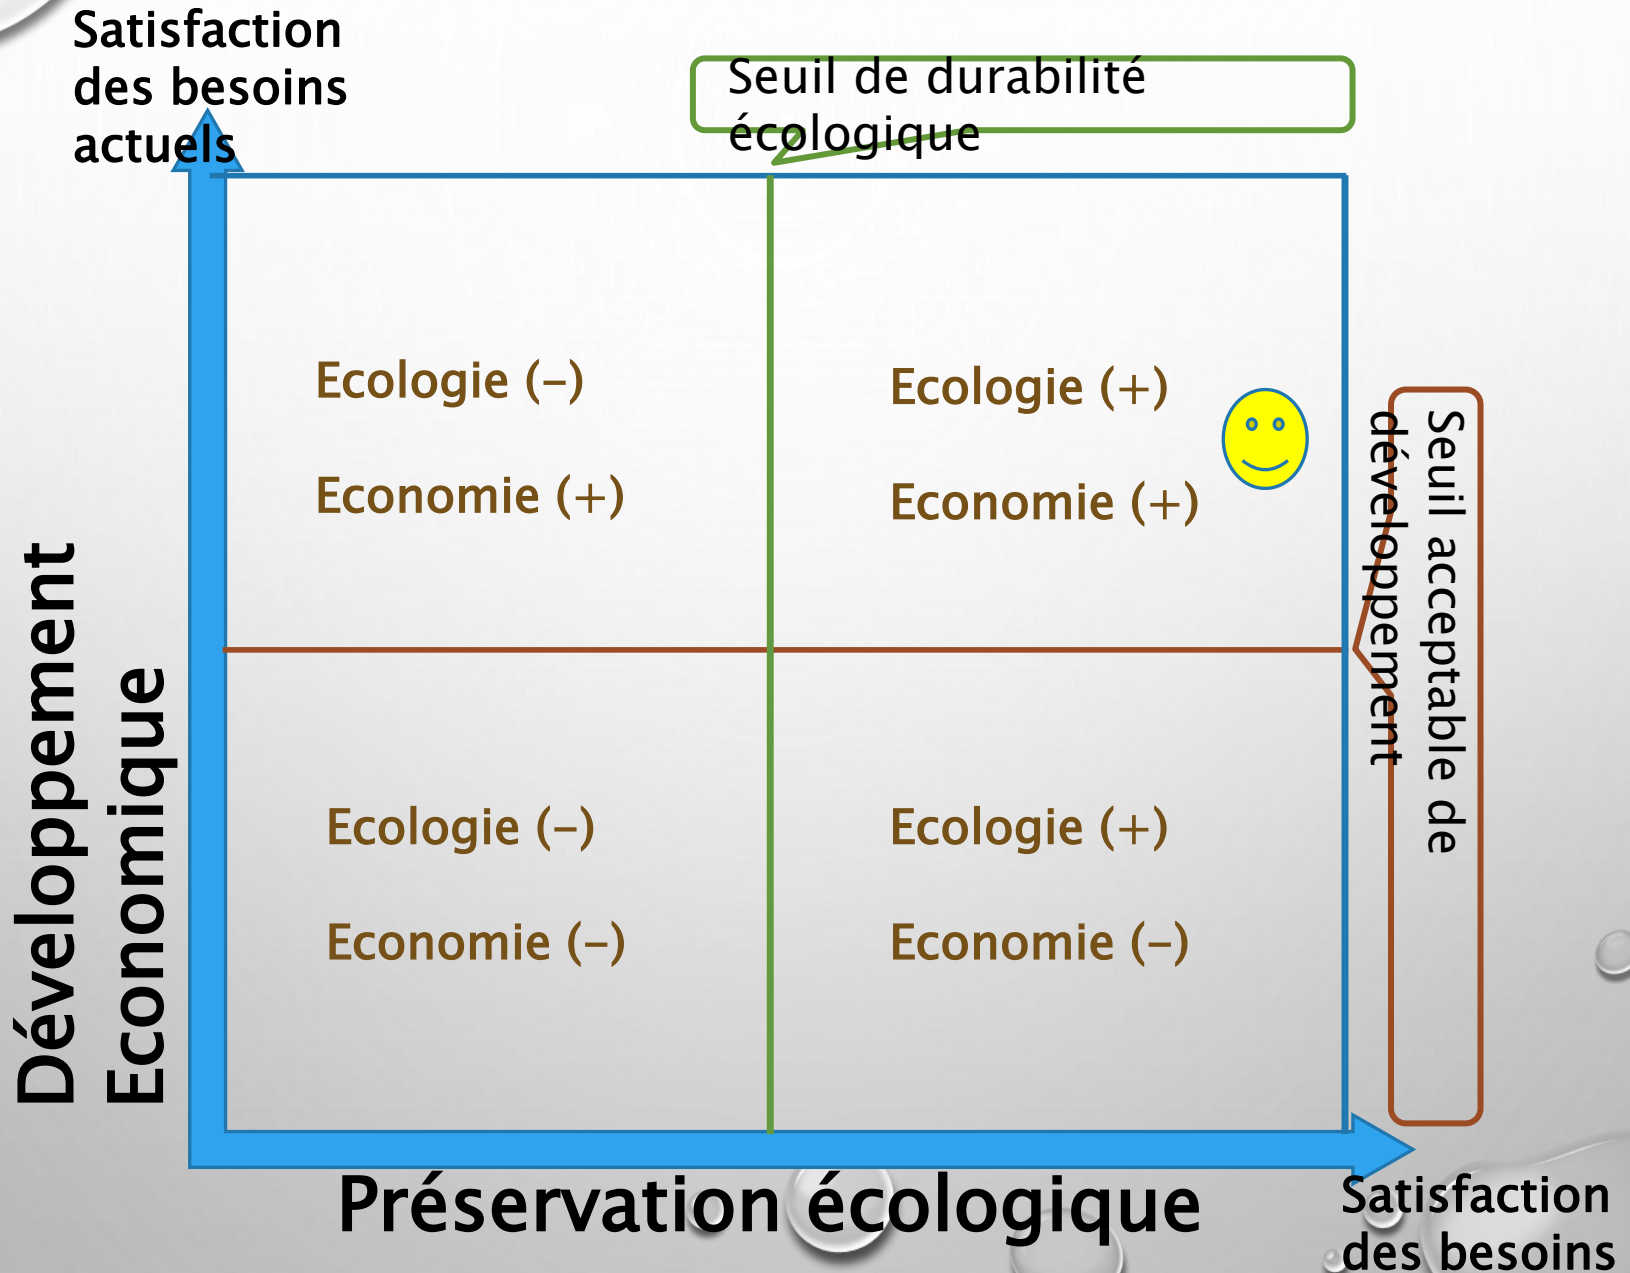 Satisfaction
des besoins
actuels
Seuil de durabilité
écologique
Ecologie (–)
Economie (+)
Ecologie (+)
Economie (+)
Seuil acceptable de
développement
Développement
Economique
Ecologie (–)
Economie (–)
Ecologie (+)
Economie (–)
Préservation écologique
Satisfaction
des besoins